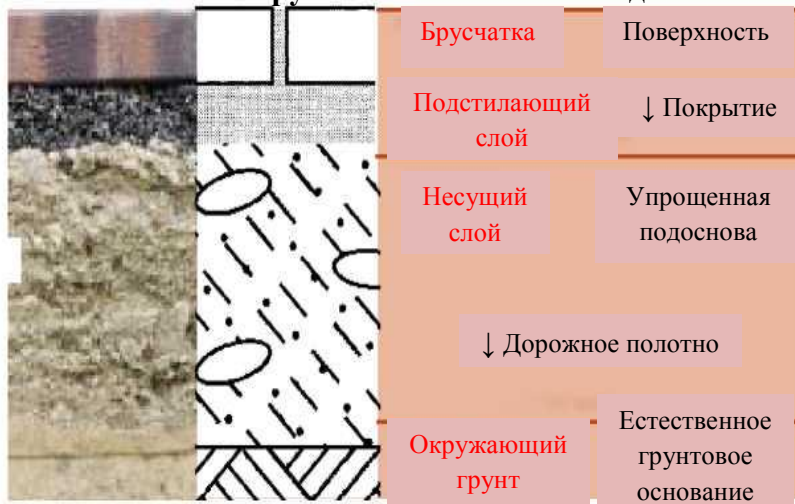 Брусчатка Поверхность
Подстилающий
слой
↓ Покрытие
Несущий
слой
Упрощенная
подоснова
↓ Дорожное полотно
Окружающий
грунт
Естественное
грунтовое
основание